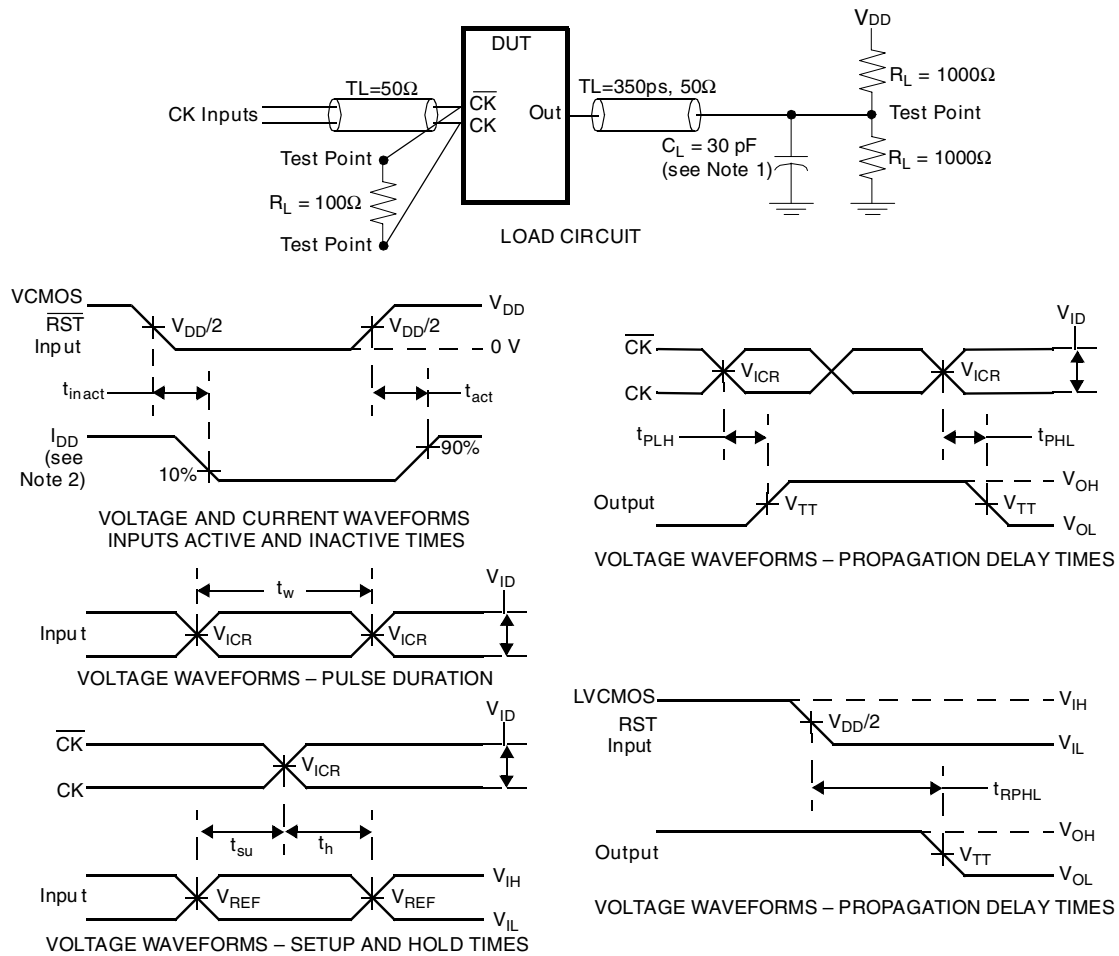 VDD
DUT
RL = 1000Ω
TL=50Ω
TL=350ps, 50Ω
CK
CK Inputs
CK
Out
Test Point
CL = 30 pF
(see Note 1)
RL = 1000Ω
Test Point
RL = 100Ω
Test Point
LOAD CIRCUIT
VCMOS
RST
Input
VDD/2
VDD/2
VDD
0 V
tinact
tact
IDD
(see
Note 2)
10%
90%
VOLTAGE AND CURRENT WAVEFORMS
INPUTS ACTIVE AND INACTIVE TIMES
VID
CK
CK
VICR
VICR
tPLH
tPHL
Output
VTT
VTT
VOH
VOL
VOLTAGE WAVEFORMS – PROPAGATION DELAY TIMES
tw
VID
Input
VICR
VICR
VOLTAGE WAVEFORMS – PULSE DURATION
VID
CK
CK
VICR
tsu
th
Input
VREF
VREF
VIH
VIL
VOLTAGE WAVEFORMS – SETUP AND HOLD TIMES
LVCMOS
RST
Input
VDD/2
VIH
VIL
tRPHL
Output
VTT
VOH
VOL
VOLTAGE WAVEFORMS – PROPAGATION DELAY TIMES